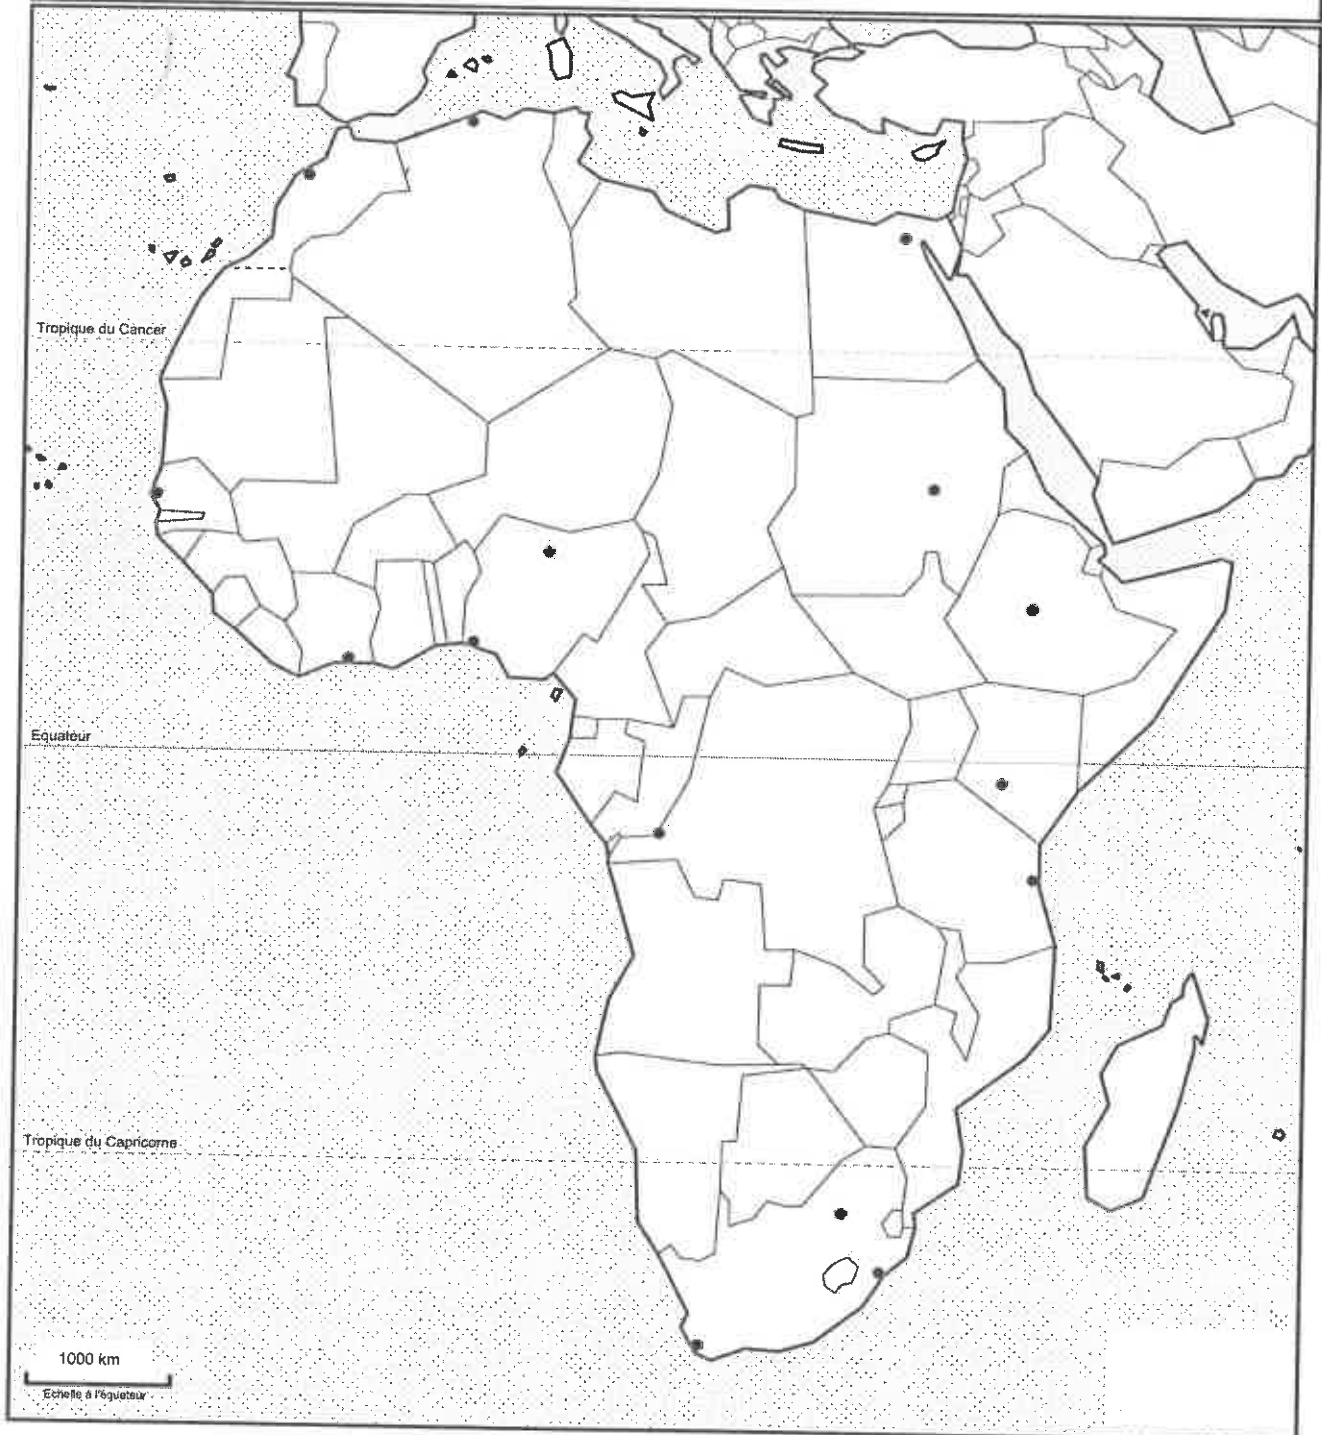 Tropique du Cancer
Equateur
Tropique du Capricorne
1000 km
Echelle à l'équateur